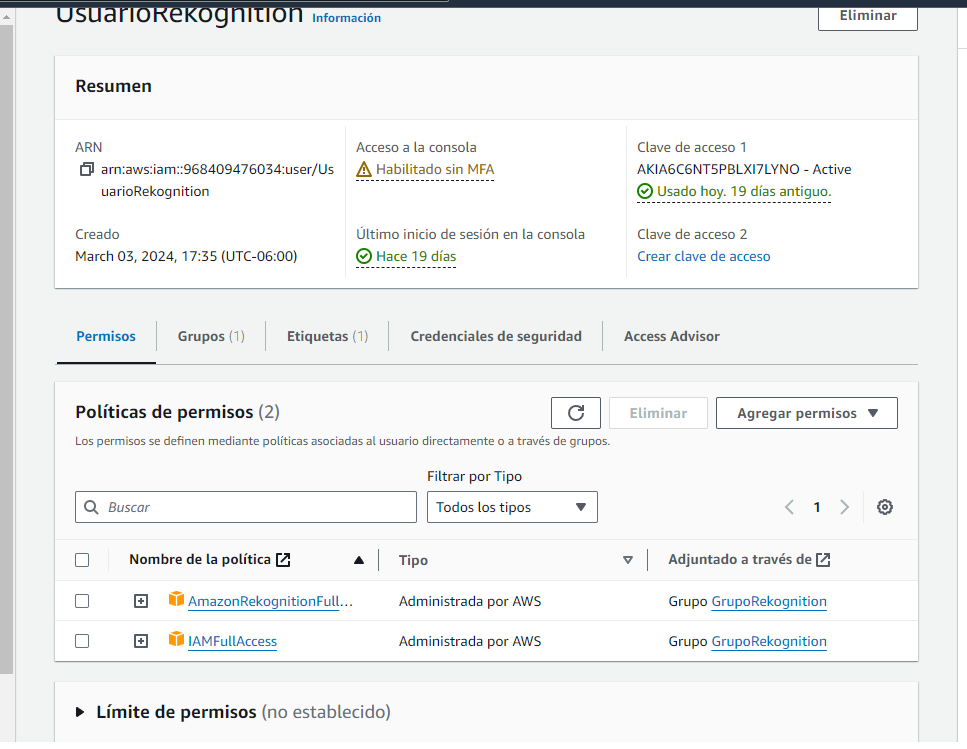 UsuarioRekognition Información
Eliminar
Resumen
ARN
arn:aws:iam::968409476034:user/Us
uarioRekognition
Creado
March 03, 2024, 17:35 (UTC-06:00)
Acceso a la consola
Habilitado sin MFA
Último inicio de sesión en la consola
Hace 19 días
Clave de acceso 1
AKIA6C6NT5PBLXI7LYNO - Active
Usado hoy. 19 días antiguo.
Clave de acceso 2
Crear clave de acceso
Permisos Grupos (1) Etiquetas (1) Credenciales de seguridad Access Advisor
Políticas de permisos (2)
Eliminar Agregar permisos
Los permisos se definen mediante políticas asociadas al usuario directamente o a través de grupos.
Filtrar por Tipo
Buscar Todos los tipos 1
Nombre de la política Tipo Adjuntado a través de
AmazonRekognitionFull... Administrada por AWS Grupo GrupoRekognition
IAMFullAccess Administrada por AWS Grupo GrupoRekognition
Límite de permisos (no establecido)